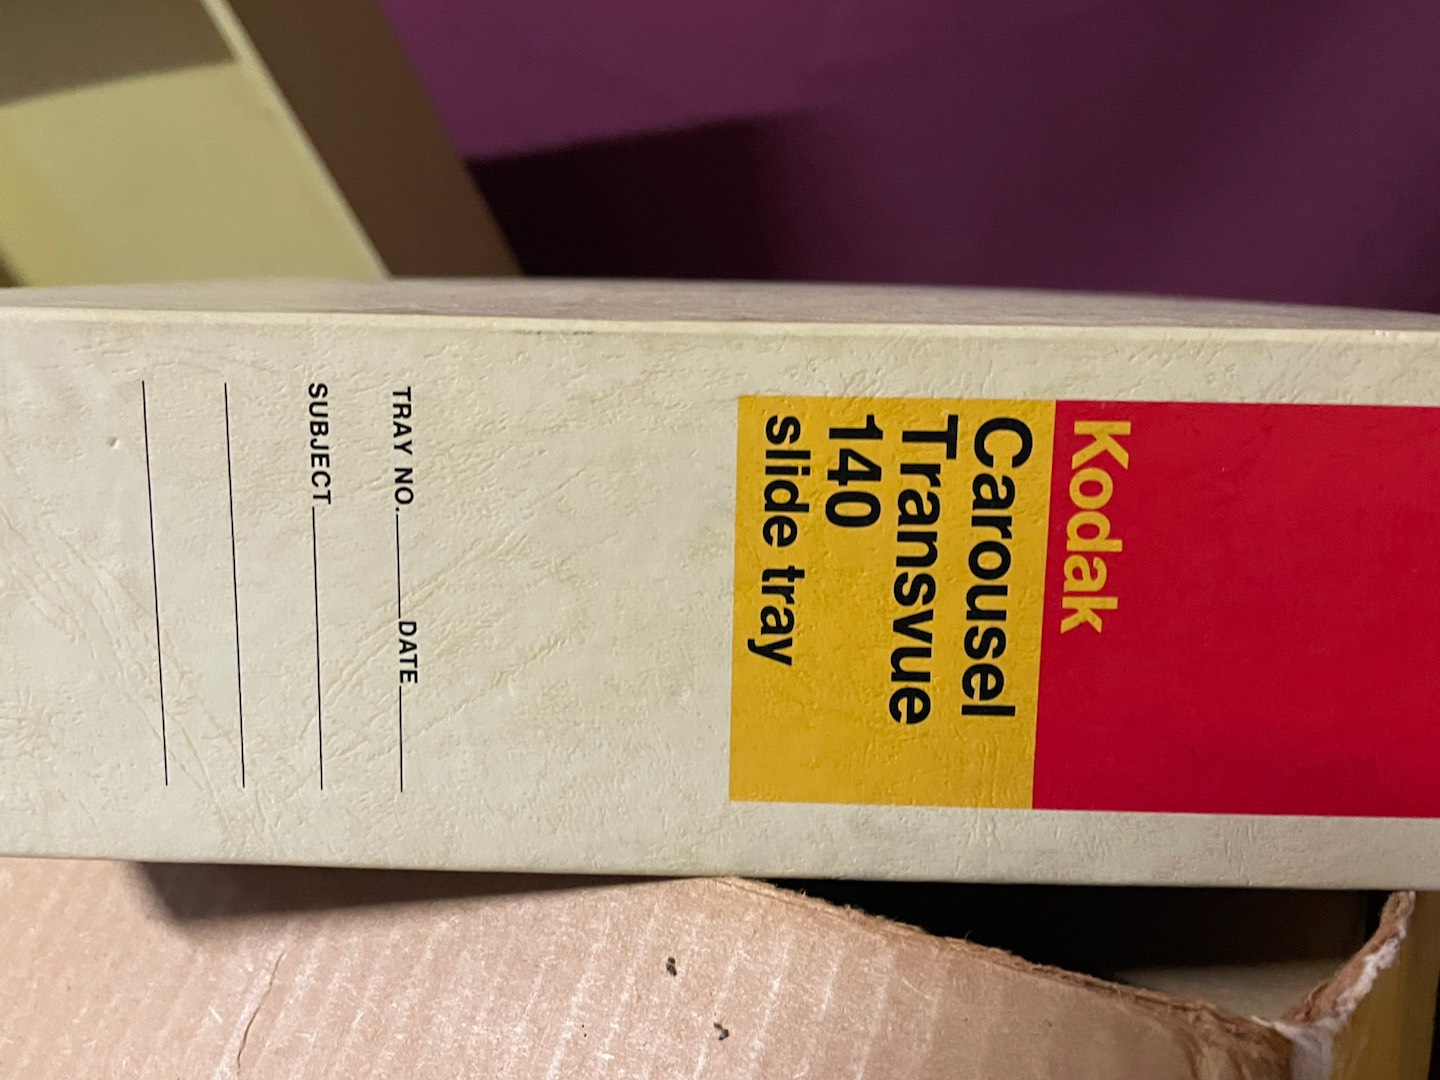 Kodak
Carousel
Transvue
140
slide tray
TRAY NO. DATE
SUBJECT